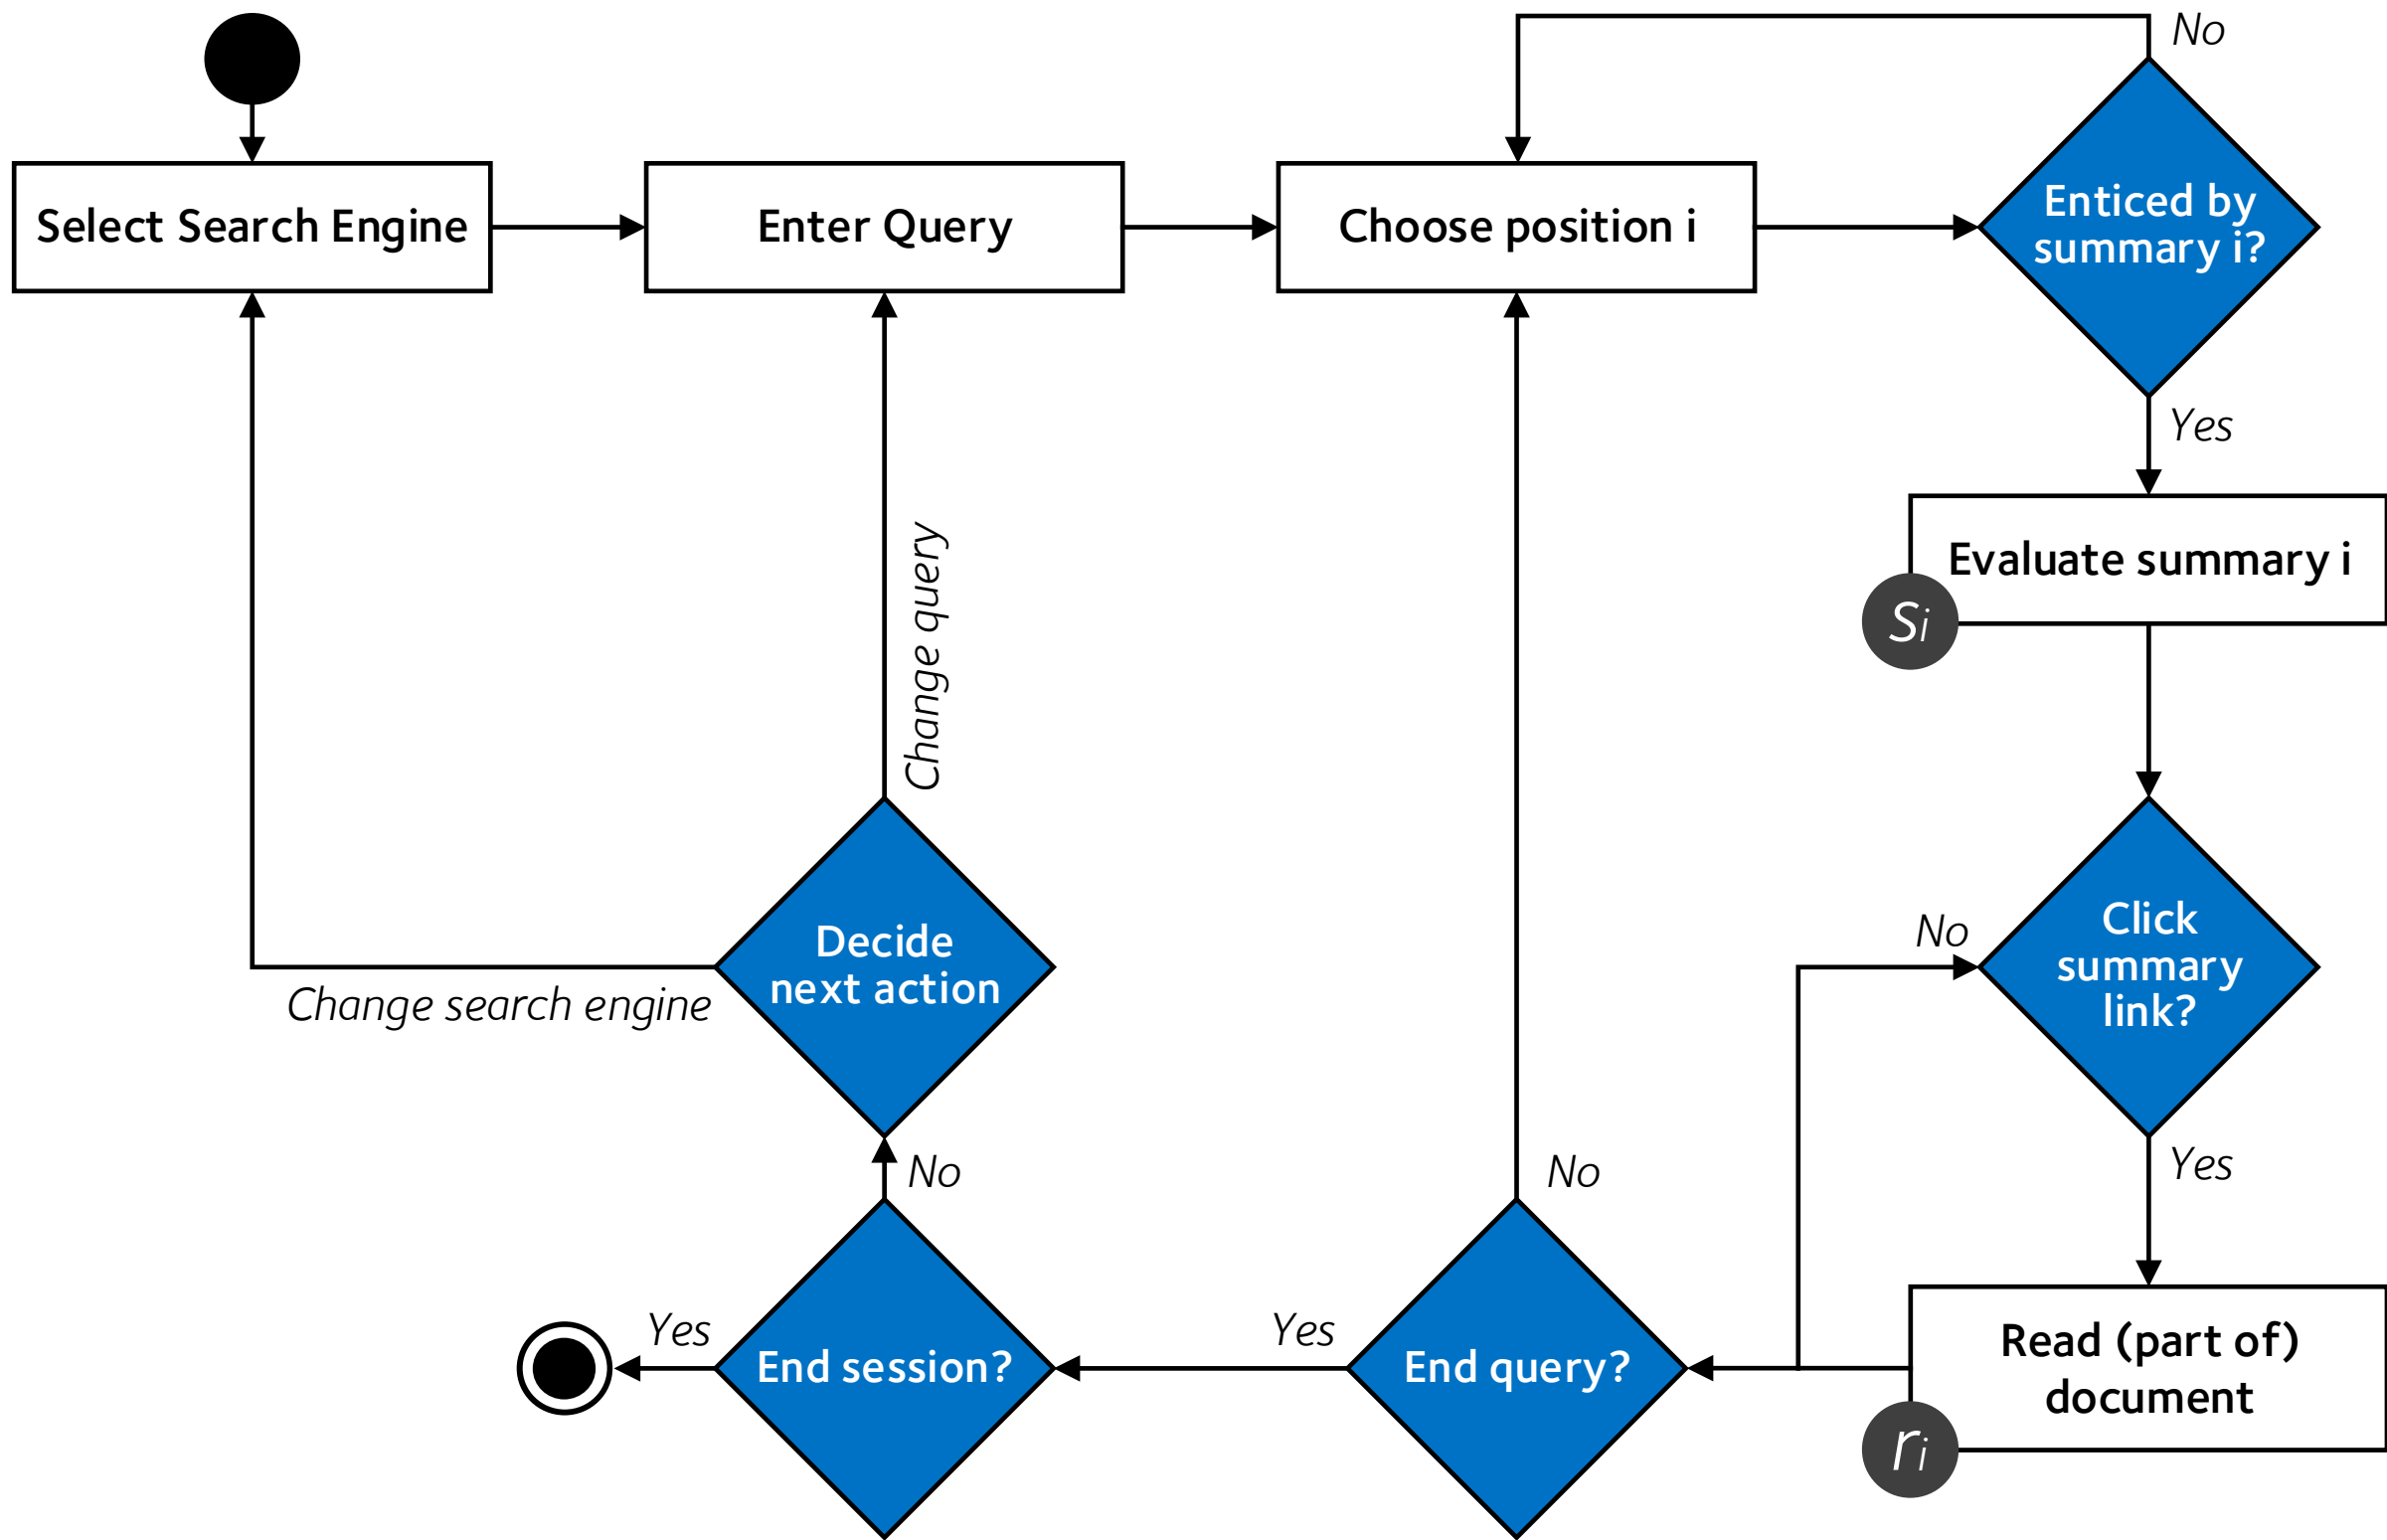 No
Select Search Engine
Enter Query
Choose position i
Enticed by
summary i?
Yes
Evaluate summary i
si
Change query
Click
summary
link?
No
Decide
next action
Change search engine
Yes
No
No
Read (part of)
document
ri
Yes
End query?
Yes
End session?